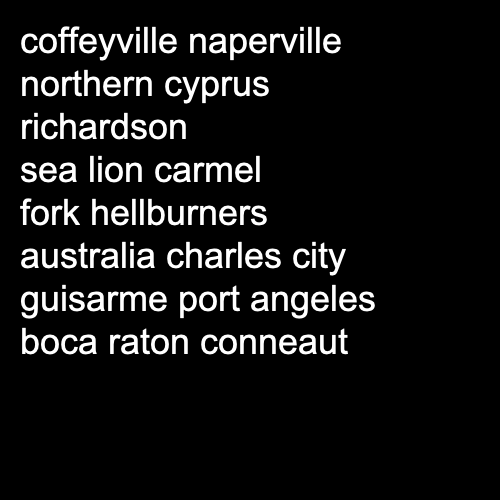 coffeyville naperville
northern cyprus
richardson
sea lion carmel
fork hellburners
australia charles city
guisarme port angeles
boca raton conneaut